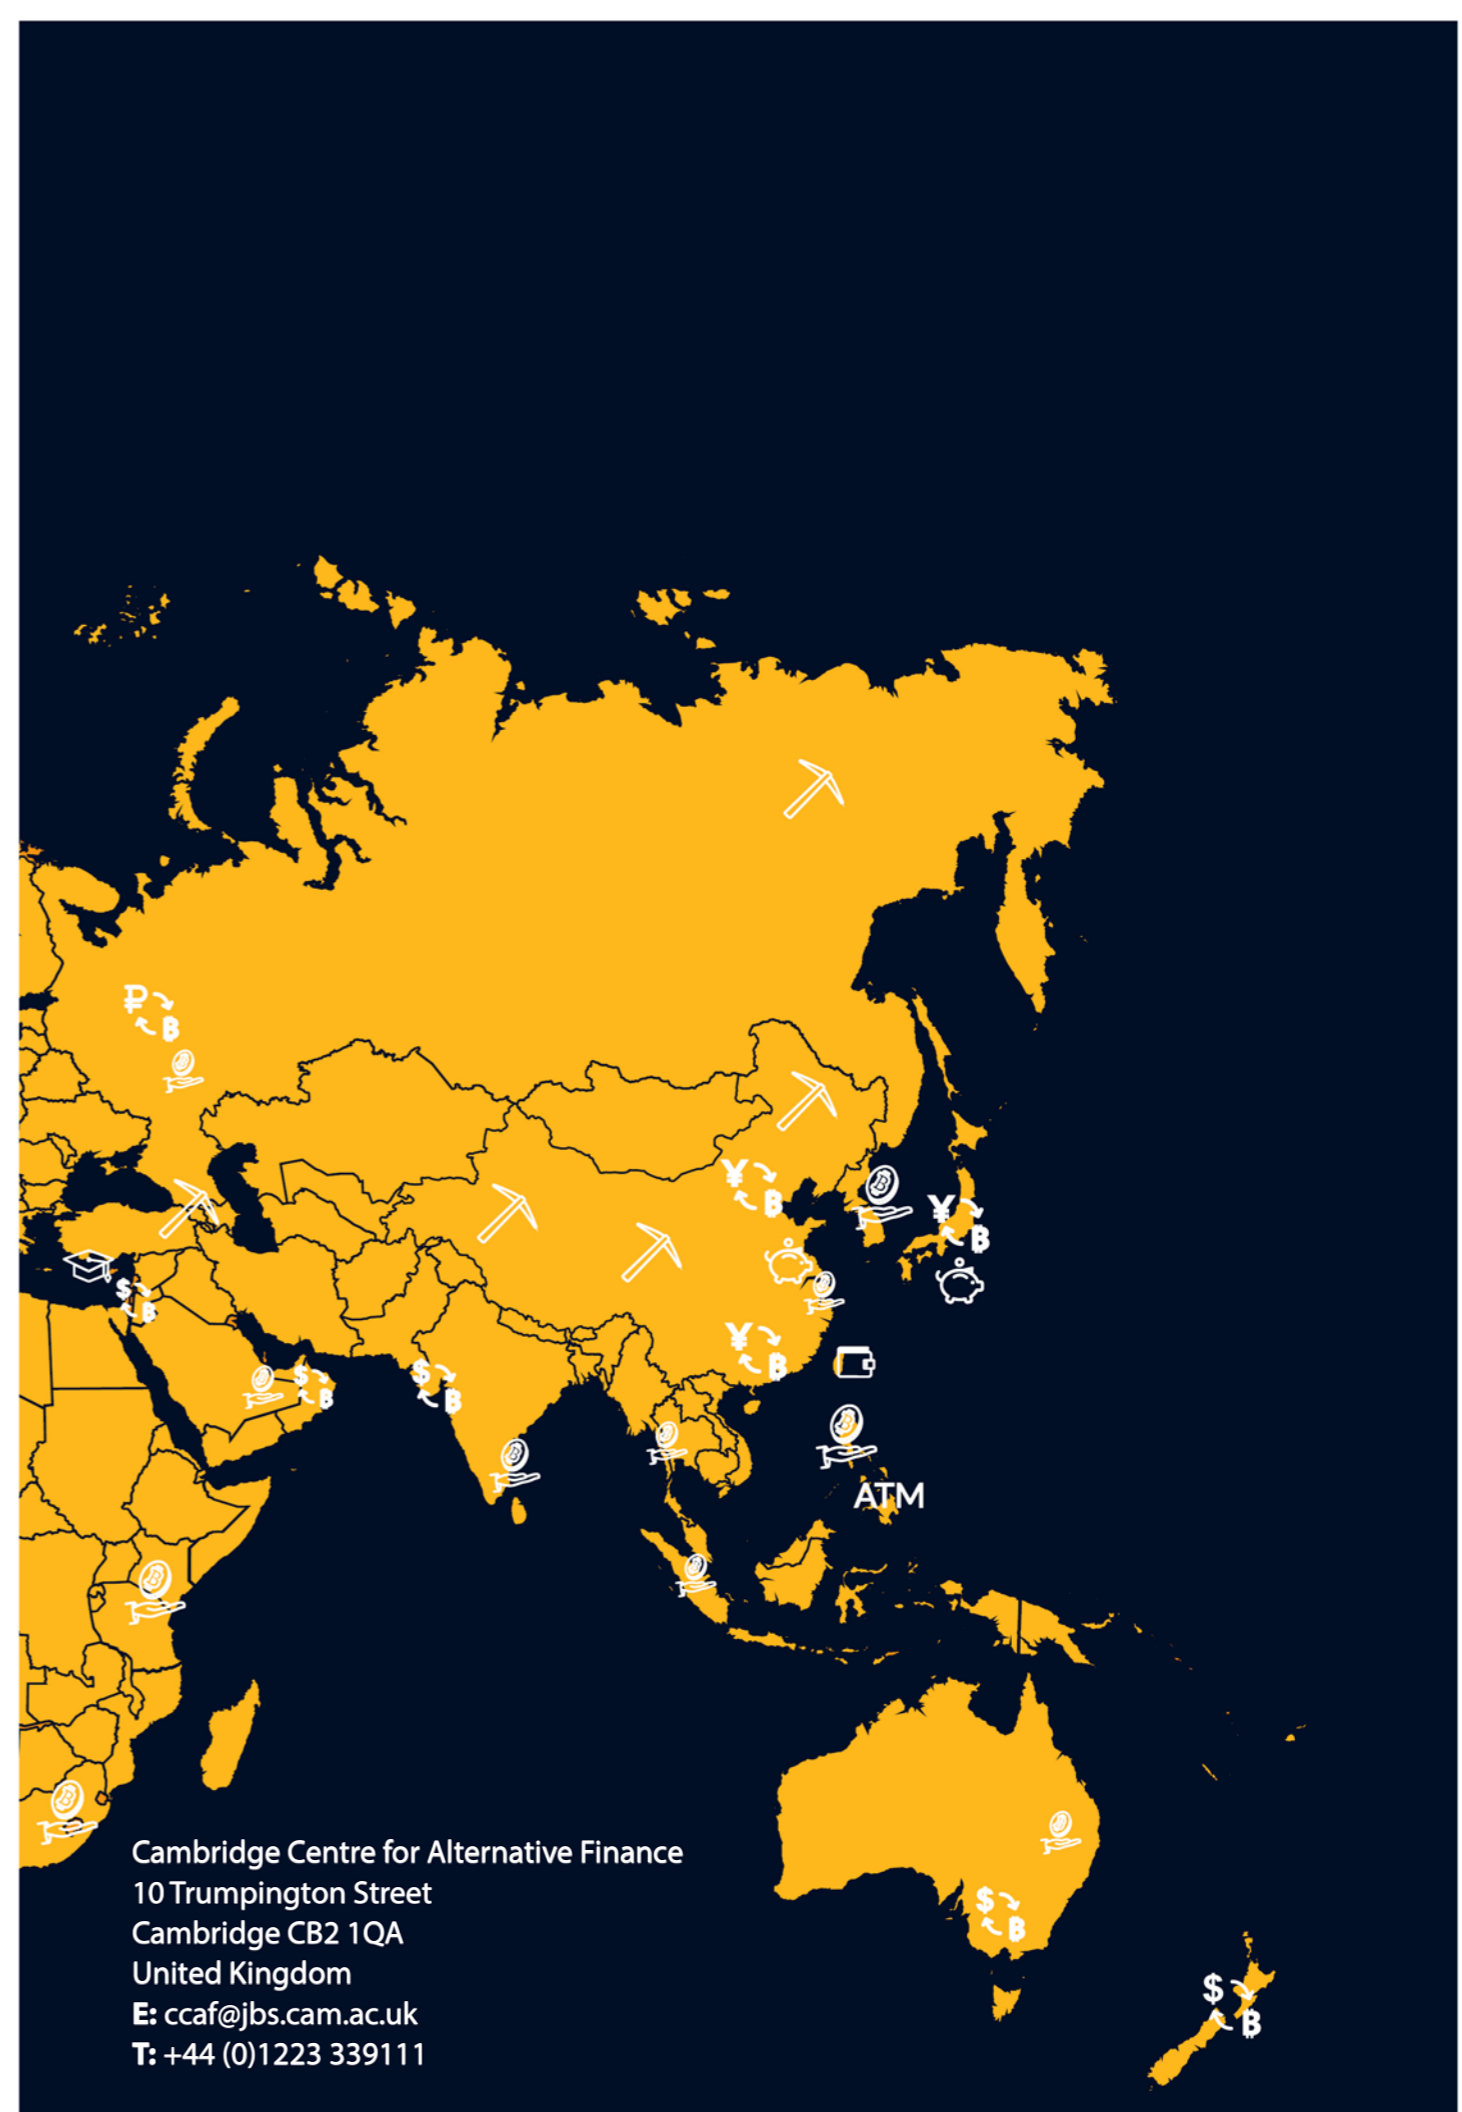 ₽
B
¥
B
¥
B
$
B
¥
B
$
B
$
B
ATM
$
B
$
B
Cambridge Centre for Alternative Finance
10 Trumpington Street
Cambridge CB2 1QA
United Kingdom
E: ccaf@jbs.cam.ac.uk
T: +44 (0)1223 339111